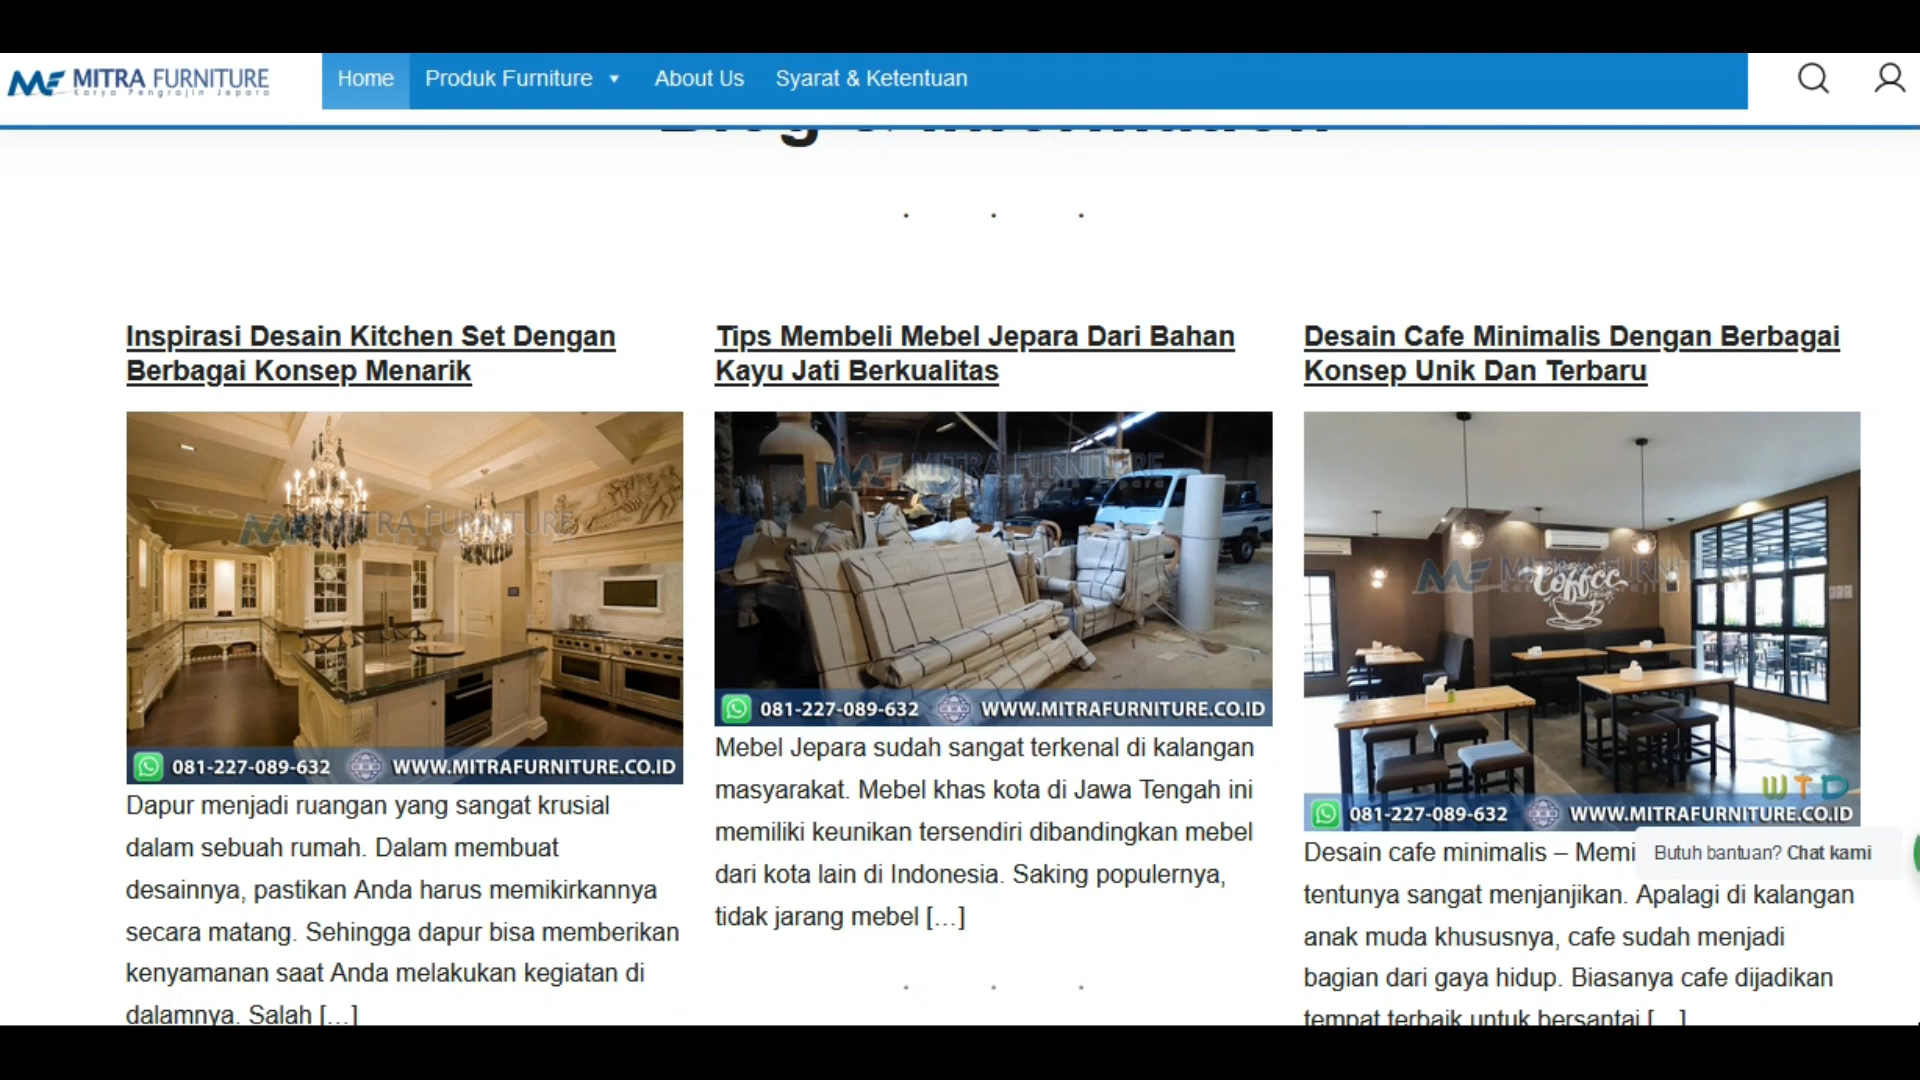 MITRA FURNITURE
Karya Pengrajin Jepara
Home
Produk Furniture
About Us
Syarat & Ketentuan
Inspirasi Desain Kitchen Set Dengan
Berbagai Konsep Menarik
MITRA FURNITURE
081-227-089-632
WWW.MITRAFURNITURE.CO.ID
Dapur menjadi ruangan yang sangat krusial
dalam sebuah rumah. Dalam membuat
desainnya, pastikan Anda harus memikirkannya
secara matang. Sehingga dapur bisa memberikan
kenyamanan saat Anda melakukan kegiatan di
dalamnya. Salah [...]
Tips Membeli Mebel Jepara Dari Bahan
Kayu Jati Berkualitas
MITRA FURNITURE
081-227-089-632
WWW.MITRAFURNITURE.CO.ID
Mebel Jepara sudah sangat terkenal di kalangan
masyarakat. Mebel khas kota di Jawa Tengah ini
memiliki keunikan tersendiri dibandingkan mebel
dari kota lain di Indonesia. Saking populernya,
tidak jarang mebel [...]
Desain Cafe Minimalis Dengan Berbagai
Konsep Unik Dan Terbaru
Coffee
WTD
081-227-089-632
WWW.MITRAFURNITURE.CO.ID
Desain cafe minimalis – Memi
Butuh bantuan? Chat kami
tentunya sangat menjanjikan. Apalagi di kalangan
anak muda khususnya, cafe sudah menjadi
bagian dari gaya hidup. Biasanya cafe dijadikan
tempat terbaik untuk bersantai [...]